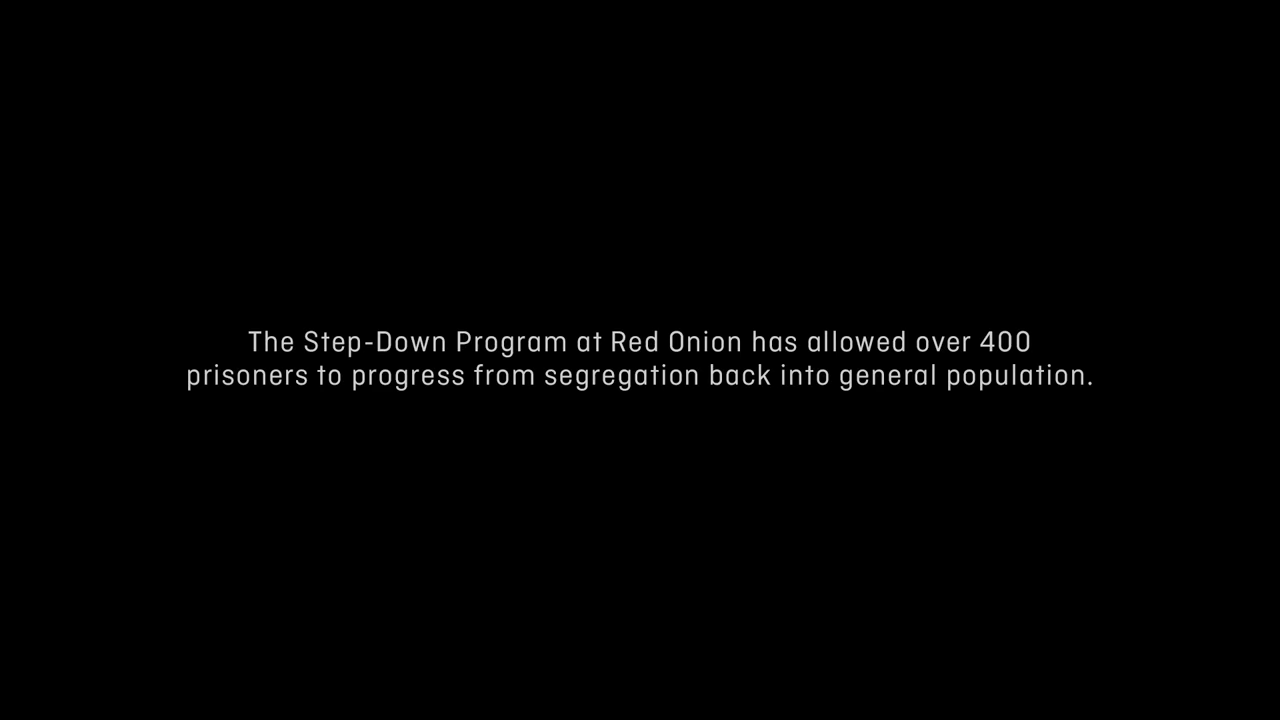 The Step-Down Program at Red Onion has allowed over 400
prisoners to progress from segregation back into general population.